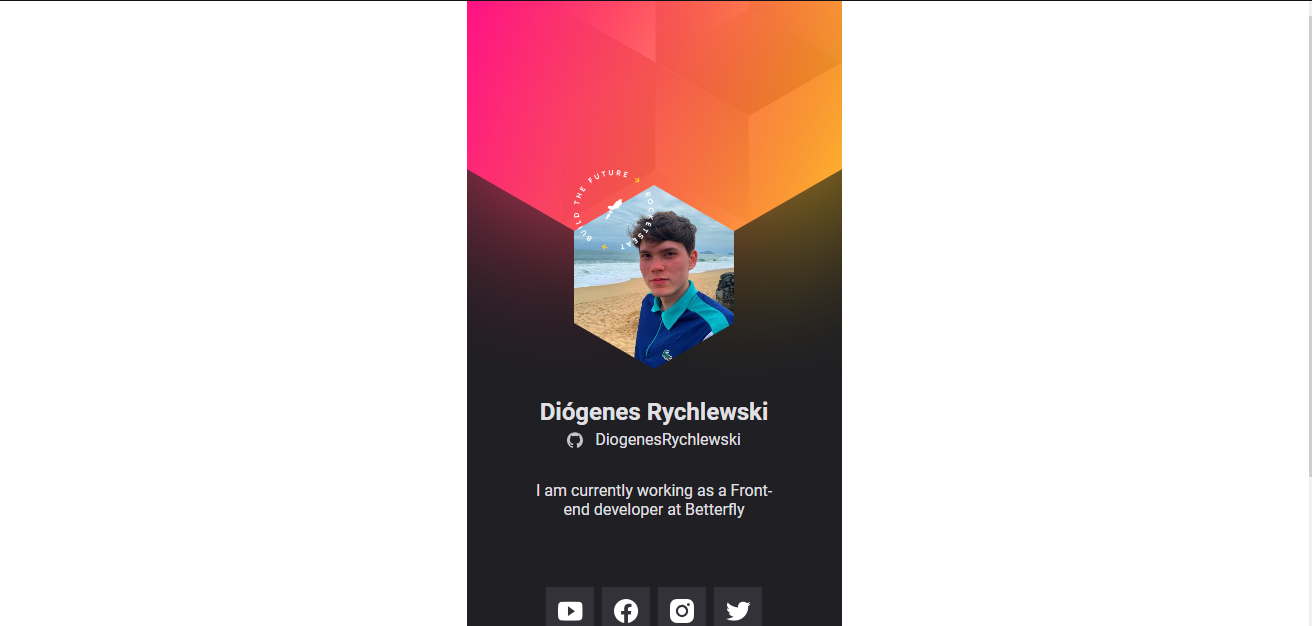 BUILD THE FUTURE → ROCKETSEAT →
Diógenes Rychlewski
DiogenesRychlewski
I am currently working as a Front-
end developer at Betterfly